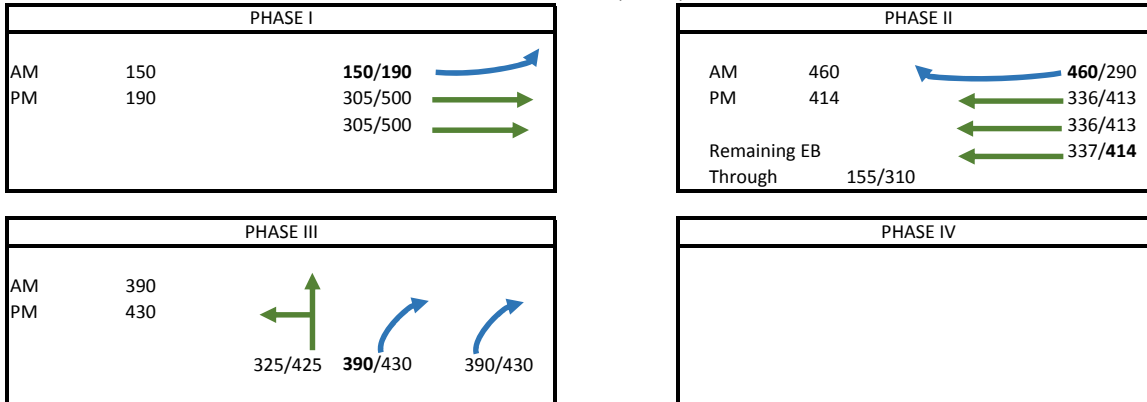 PHASE I
AM 150 150/190
PM 190 305/500
305/500
PHASE II
AM 460 460/290
PM 414 336/413
336/413
Remaining EB 337/414
Through 155/310
PHASE III
AM 390
PM 430
325/425 390/430 390/430
PHASE IV